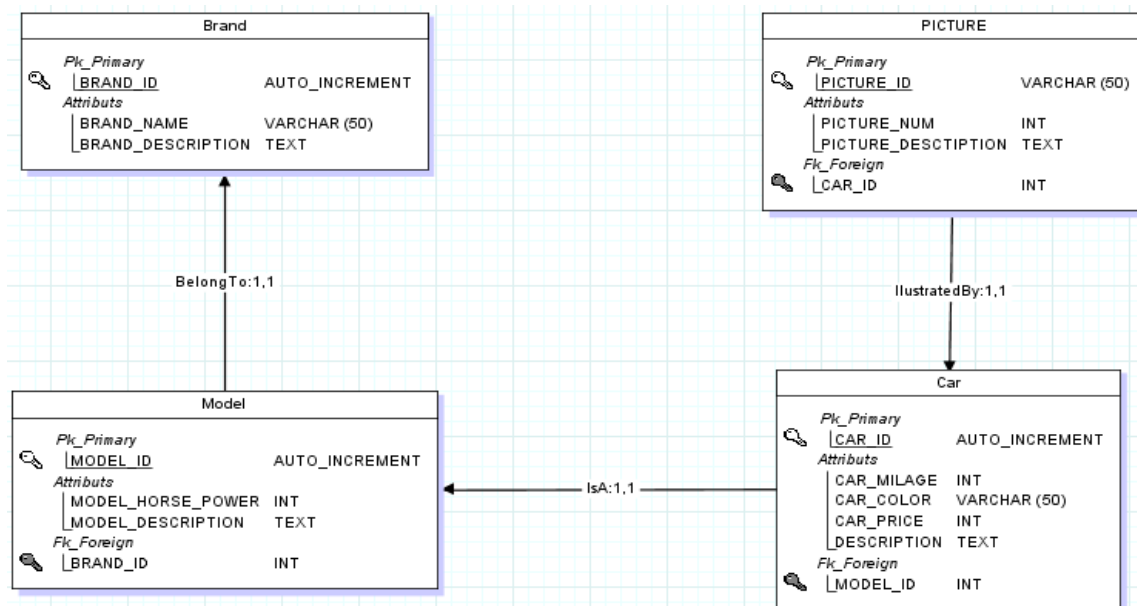 Brand
Pk_Primary
BRAND_ID AUTO_INCREMENT
Attributs
BRAND_NAME VARCHAR (50)
BRAND_DESCRIPTION TEXT
PICTURE
Pk_Primary
PICTURE_ID VARCHAR (50)
Attributs
PICTURE_NUM INT
PICTURE_DESCTIPTION TEXT
Fk_Foreign
CAR_ID INT
BelongTo:1,1
IlustratedBy:1,1
Model
Pk_Primary
MODEL_ID AUTO_INCREMENT
Attributs
MODEL_HORSE_POWER INT
MODEL_DESCRIPTION TEXT
Fk_Foreign
BRAND_ID INT
IsA:1,1
Car
Pk_Primary
CAR_ID AUTO_INCREMENT
Attributs
CAR_MILAGE INT
CAR_COLOR VARCHAR (50)
CAR_PRICE INT
DESCRIPTION TEXT
Fk_Foreign
MODEL_ID INT